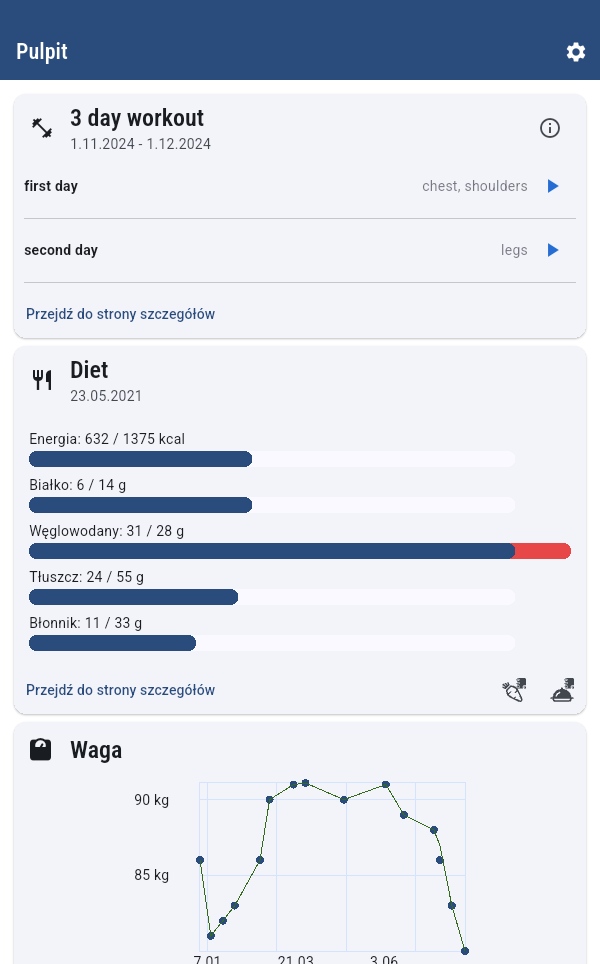 Pulpit
3 day workout
1.11.2024 - 1.12.2024
first day chest, shoulders
second day legs
Przejdź do strony szczegółów
Diet
23.05.2021
Energia: 632 / 1375 kcal
Białko: 6 / 14 g
Węglowodany: 31 / 28 g
Tłuszcz: 24 / 55 g
Błonnik: 11 / 33 g
Przejdź do strony szczegółów
Waga
90 kg
85 kg
7.01 21.03 3.06